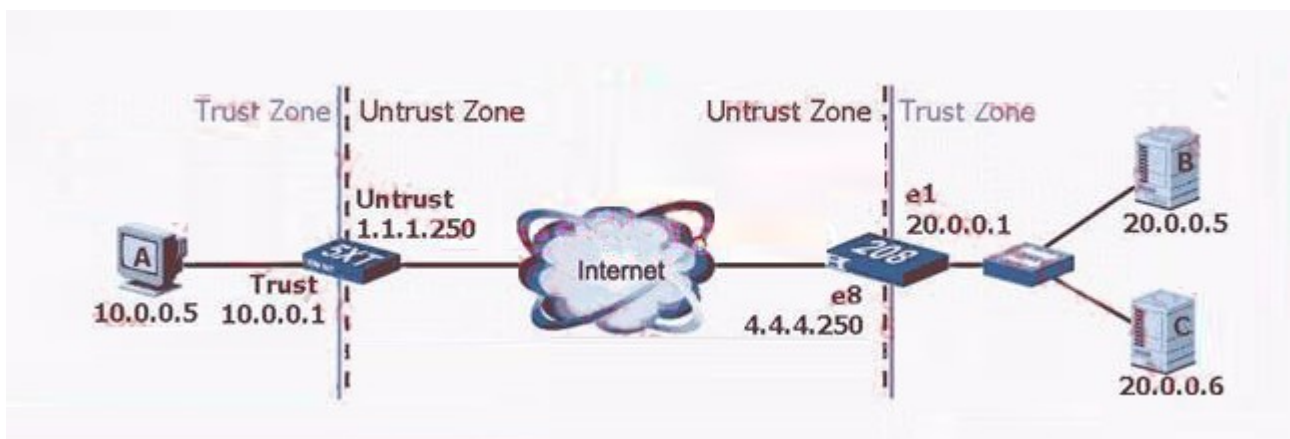 Trust Zone
Untrust Zone
Untrust Zone
Trust Zone
Untrust
1.1.1.250
e1
20.0.0.1
B
20.0.0.5
A
5XT
Internet
208
Trust
10.0.0.5
10.0.0.1
e8
4.4.4.250
C
20.0.0.6